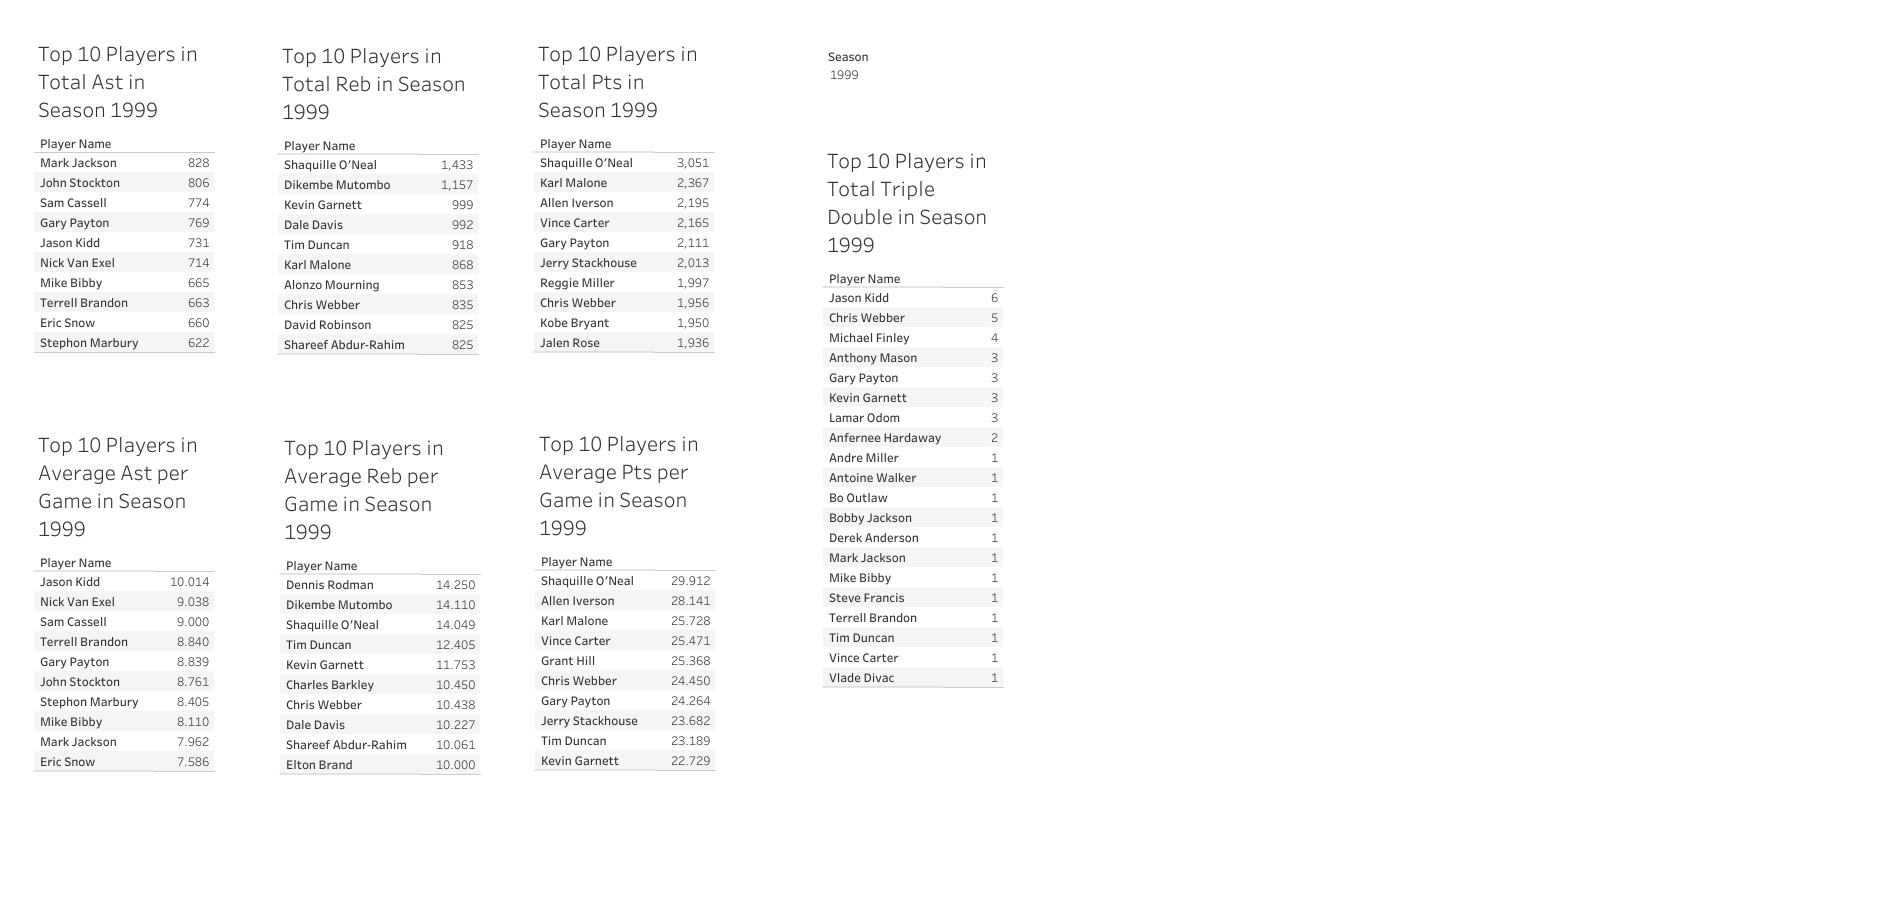 Top 10 Players in
Total Ast in
Season 1999
Player Name
Mark Jackson 828
John Stockton 806
Sam Cassell 774
Gary Payton 769
Jason Kidd 731
Nick Van Exel 714
Mike Bibby 665
Terrell Brandon 663
Eric Snow 660
Stephon Marbury 622
Top 10 Players in
Total Reb in Season
1999
Player Name
Shaquille O’Neal 1,433
Dikembe Mutombo 1,157
Kevin Garnett 999
Dale Davis 992
Tim Duncan 918
Karl Malone 868
Alonzo Mourning 853
Chris Webber 835
David Robinson 825
Shareef Abdur-Rahim 825
Top 10 Players in
Total Pts in
Season 1999
Player Name
Shaquille O’Neal 3,051
Karl Malone 2,367
Allen Iverson 2,195
Vince Carter 2,165
Gary Payton 2,111
Jerry Stackhouse 2,013
Reggie Miller 1,997
Chris Webber 1,956
Kobe Bryant 1,950
Jalen Rose 1,936
Season
1999
Top 10 Players in
Total Triple
Double in Season
1999
Player Name
Jason Kidd 6
Chris Webber 5
Michael Finley 4
Anthony Mason 3
Gary Payton 3
Kevin Garnett 3
Lamar Odom 3
Anfernee Hardaway 2
Andre Miller 1
Antoine Walker 1
Bo Outlaw 1
Bobby Jackson 1
Derek Anderson 1
Mark Jackson 1
Mike Bibby 1
Steve Francis 1
Terrell Brandon 1
Tim Duncan 1
Vince Carter 1
Vlade Divac 1
Top 10 Players in
Average Ast per
Game in Season
1999
Player Name
Jason Kidd 10.014
Nick Van Exel 9.038
Sam Cassell 9.000
Terrell Brandon 8.840
Gary Payton 8.839
John Stockton 8.761
Stephon Marbury 8.405
Mike Bibby 8.110
Mark Jackson 7.962
Eric Snow 7.586
Top 10 Players in
Average Reb per
Game in Season
1999
Player Name
Dennis Rodman 14.250
Dikembe Mutombo 14.110
Shaquille O’Neal 14.049
Tim Duncan 12.405
Kevin Garnett 11.753
Charles Barkley 10.450
Chris Webber 10.438
Dale Davis 10.227
Shareef Abdur-Rahim 10.061
Elton Brand 10.000
Top 10 Players in
Average Pts per
Game in Season
1999
Player Name
Shaquille O’Neal 29.912
Allen Iverson 28.141
Karl Malone 25.728
Vince Carter 25.471
Grant Hill 25.368
Chris Webber 24.450
Gary Payton 24.264
Jerry Stackhouse 23.682
Tim Duncan 23.189
Kevin Garnett 22.729